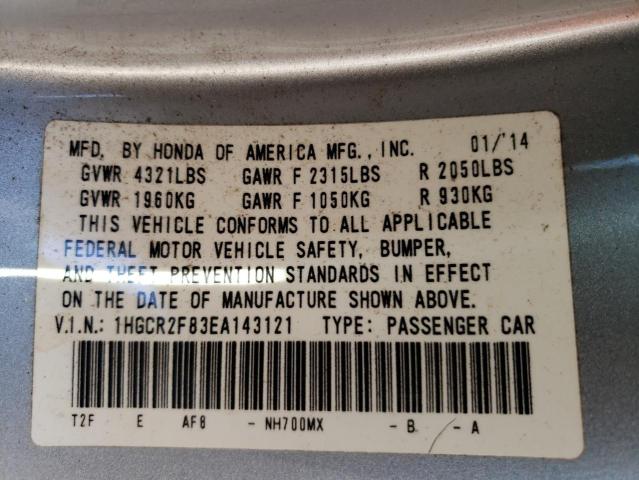 MFD. BY HONDA OF AMERICA MFG., INC. 01/'14
GVWR 4321LBS GAWR F 2315LBS R 2050LBS
GVWR 1960KG GAWR F 1050KG R 930KG
THIS VEHICLE CONFORMS TO ALL APPLICABLE
FEDERAL MOTOR VEHICLE SAFETY, BUMPER,
AND THEFT PREVENTION STANDARDS IN EFFECT
ON THE DATE OF MANUFACTURE SHOWN ABOVE.
V.I.N.: 1HGCR2F83EA143121 TYPE: PASSENGER CAR
T2F E AF8 - NH700MX - B - A